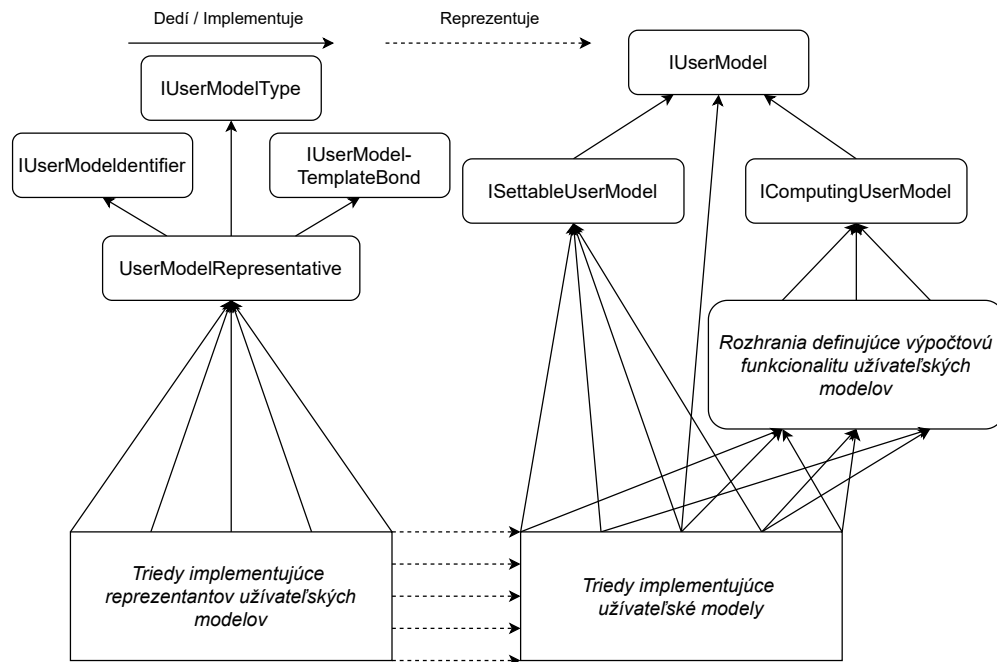 Dedí / Implementuje
Reprezentuje
IUserModel
IUserModelType
IUserModeIdentifier
IUserModel-
TemplateBond
ISettableUserModel
IComputingUserModel
UserModelRepresentative
Rozhrania definujúce výpočtovú
funkcionalitu užívateľských
modelov
Triedy implementujúce
reprezentantov užívateľských
modelov
Triedy implementujúce
užívateľské modely